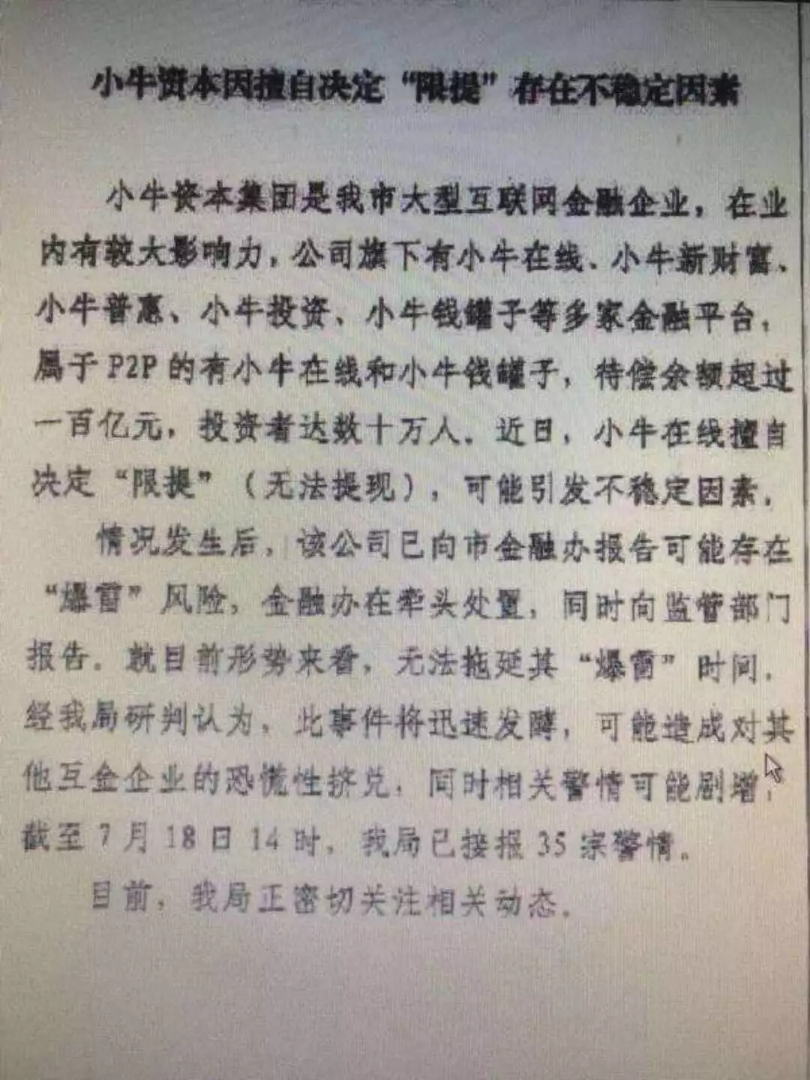 小牛资本因擅自决定“限提”存在不稳定因素
小牛资本集团是我市大型互联网金融企业，在业
内有较大影响力，公司旗下有小牛在线、小牛新财富、
小牛普惠、小牛投资、小牛钱罐子等多家金融平台，
属于P2P的有小牛在线和小牛钱罐子，待偿余额超过
一百亿元，投资者达数十万人。近日，小牛在线擅自
决定“限提”（无法提现），可能引发不稳定因素。
情况发生后，该公司已向市金融办报告可能存在
“爆雷”风险，金融办在牵头处置，同时向监管部门
报告。就目前形势来看，无法拖延其“爆雷”时间。
经我局研判认为，此事件将迅速发酵，可能造成对其
他互金企业的恐慌性挤兑，同时相关警情可能剧增，
截至7月18日14时，我局已接报35宗警情。
目前，我局正密切关注相关动态。